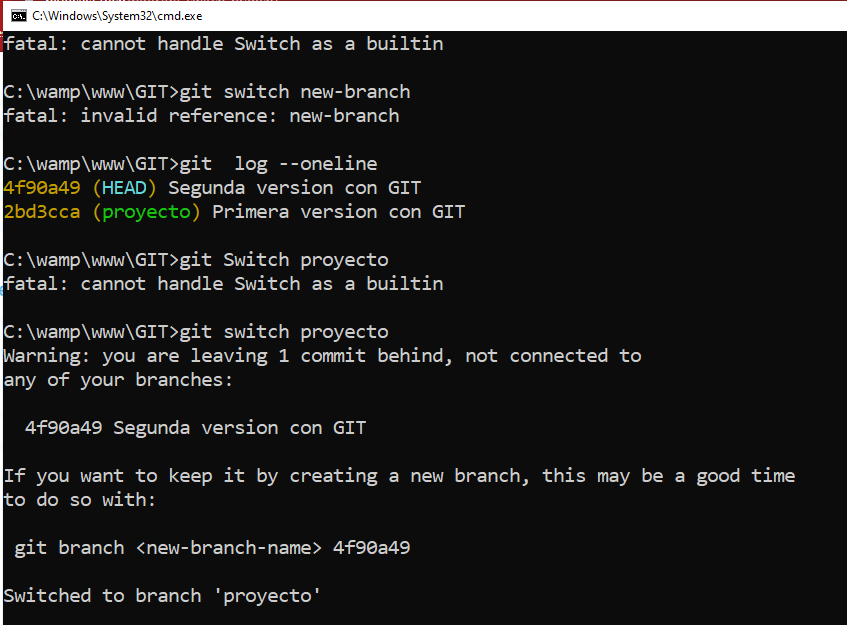 C:\Windows\System32\cmd.exe
fatal: cannot handle Switch as a builtin
C:\wamp\www\GIT>git switch new-branch
fatal: invalid reference: new-branch
C:\wamp\www\GIT>git  log --oneline
4f90a49 (HEAD) Segunda version con GIT
2bd3cca (proyecto) Primera version con GIT
C:\wamp\www\GIT>git Switch proyecto
fatal: cannot handle Switch as a builtin
C:\wamp\www\GIT>git switch proyecto
Warning: you are leaving 1 commit behind, not connected to
any of your branches:
4f90a49 Segunda version con GIT
If you want to keep it by creating a new branch, this may be a good time
to do so with:
git branch <new-branch-name> 4f90a49
Switched to branch 'proyecto'